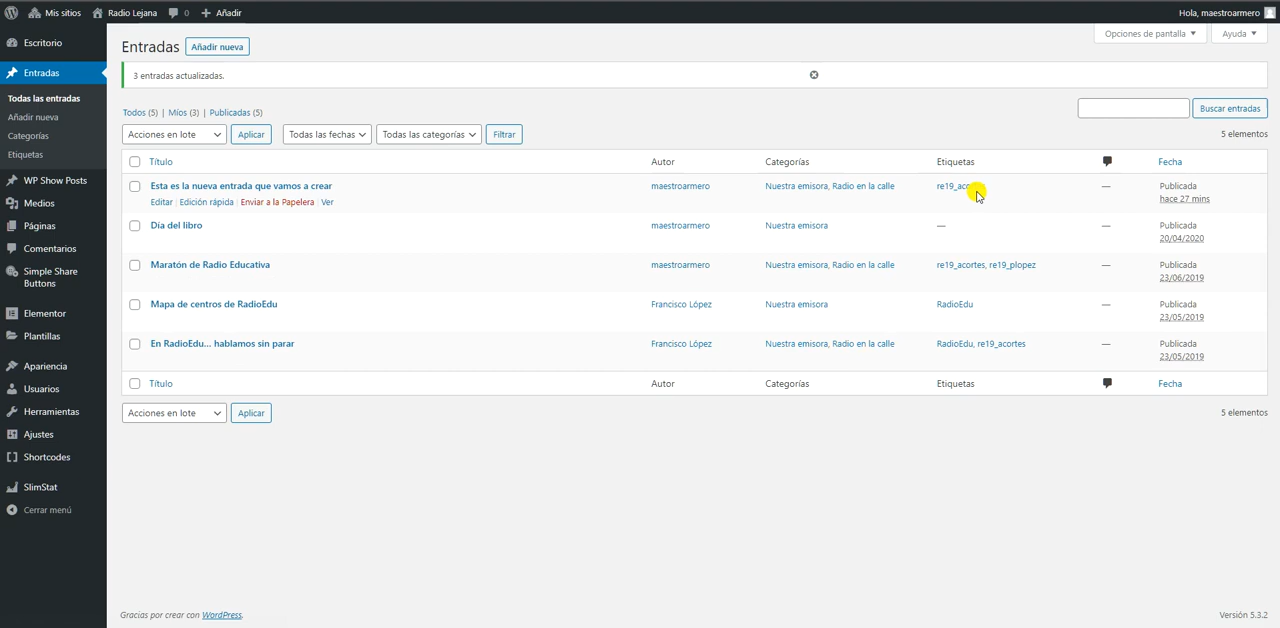 Mis sitios Radio Lejana 0 Añadir Hola, maestroarmero
Escritorio
Entradas
Todas las entradas
Añadir nueva
Categorías
Etiquetas
WP Show Posts
Medios
Páginas
Comentarios
Simple Share
Buttons
Elementor
Plantillas
Apariencia
Usuarios
Herramientas
Ajustes
Shortcodes
SlimStat
Cerrar menú
Opciones de pantalla Ayuda
Entradas Añadir nueva
3 entradas actualizadas.
Todos (5) | Míos (3) | Publicadas (5)
Buscar entradas
Acciones en lote Aplicar Todas las fechas Todas las categorías Filtrar
5 elementos
Título Autor Categorías Etiquetas Fecha
Esta es la nueva entrada que vamos a crear maestroarmero Nuestra emisora, Radio en la calle — Publicada
Editar | Edición rápida | Enviar a la Papelera | Ver hace 27 mins
Día del libro maestroarmero Nuestra emisora — — Publicada
20/04/2020
Maratón de Radio Educativa maestroarmero Nuestra emisora, Radio en la calle re19_acortes, re19_plopez — Publicada
23/06/2019
Mapa de centros de RadioEdu Francisco López Nuestra emisora RadioEdu — Publicada
23/05/2019
En RadioEdu... hablamos sin parar Francisco López Nuestra emisora, Radio en la calle RadioEdu, re19_acortes — Publicada
23/05/2019
Título Autor Categorías Etiquetas Fecha
Acciones en lote Aplicar 5 elementos
Gracias por crear con WordPress. Versión 5.3.2